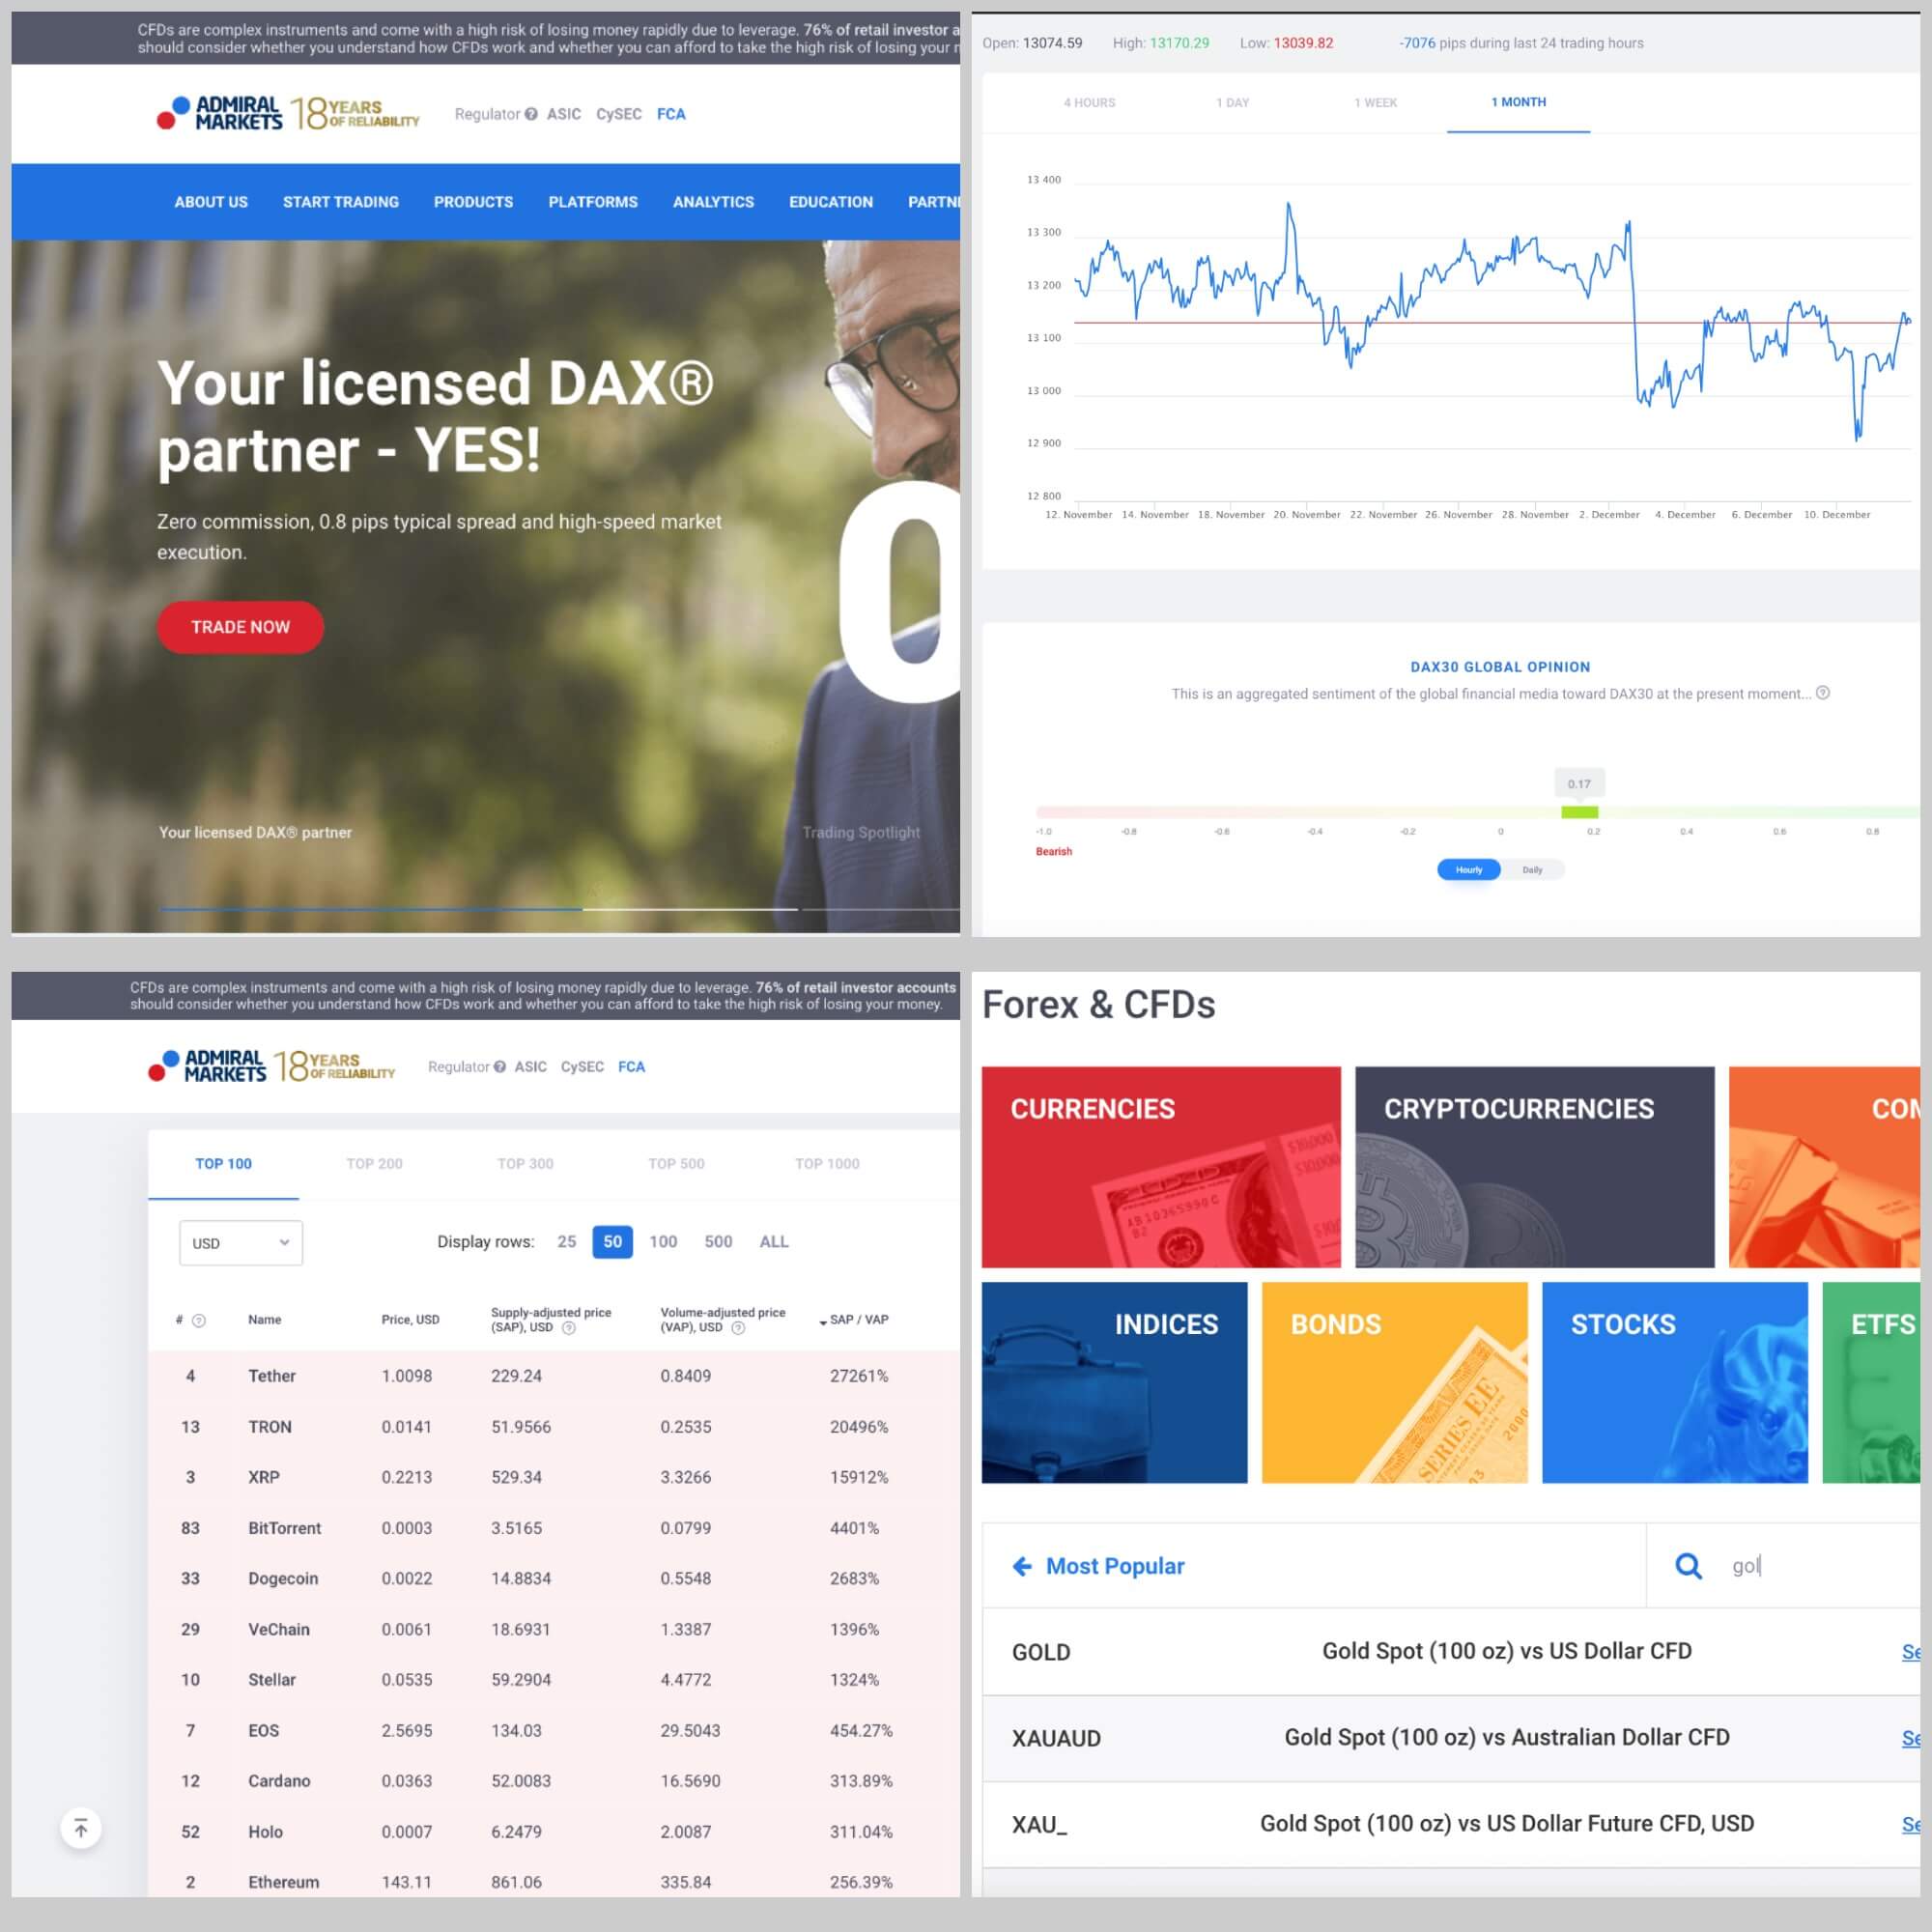 CFDs are complex instruments and come with a high risk of losing money rapidly due to leverage. 76% of retail investor a
should consider whether you understand how CFDs work and whether you can afford to take the high risk of losing your
ADMIRAL MARKETS 18 YEARS OF RELIABILITY Regulator ? ASIC CySEC FCA
ABOUT US START TRADING PRODUCTS PLATFORMS ANALYTICS EDUCATION PARTN
Your licensed DAX®
partner - YES!
Zero commission, 0.8 pips typical spread and high-speed market
execution.
0
TRADE NOW
Your licensed DAX® partner Trading Spotlight
Open: 13074.59 High: 13170.29 Low: 13039.82 -7076 pips during last 24 trading hours
4 HOURS 1 DAY 1 WEEK 1 MONTH
13 400
13 300
13 200
13 100
13 000
12 900
12 800
12. November 14. November 18. November 20. November 22. November 26. November 28. November 2. December 4. December 6. December 10. December
DAX30 GLOBAL OPINION
This is an aggregated sentiment of the global financial media toward DAX30 at the present moment... ?
0.17
-1.0 -0.8 -0.6 -0.4 -0.2 0 0.2 0.4 0.6 0.8
Bearish
Hourly Daily
CFDs are complex instruments and come with a high risk of losing money rapidly due to leverage. 76% of retail investor accounts
should consider whether you understand how CFDs work and whether you can afford to take the high risk of losing your money.
ADMIRAL MARKETS 18 YEARS OF RELIABILITY Regulator ? ASIC CySEC FCA
TOP 100 TOP 200 TOP 300 TOP 500 TOP 1000
USD Display rows: 25 50 100 500 ALL
# ? Name Price, USD Supply-adjusted price (SAP), USD ? Volume-adjusted price (VAP), USD ? SAP / VAP
4 Tether 1.0098 229.24 0.8409 27261%
13 TRON 0.0141 51.9566 0.2535 20496%
3 XRP 0.2213 529.34 3.3266 15912%
83 BitTorrent 0.0003 3.5165 0.0799 4401%
33 Dogecoin 0.0022 14.8834 0.5548 2683%
29 VeChain 0.0061 18.6931 1.3387 1396%
10 Stellar 0.0535 59.2904 4.4772 1324%
7 EOS 2.5695 134.03 29.5043 454.27%
12 Cardano 0.0363 52.0083 16.5690 313.89%
52 Holo 0.0007 6.2479 2.0087 311.04%
2 Ethereum 143.11 861.06 335.84 256.39%
Forex & CFDs
CURRENCIES CRYPTOCURRENCIES COM
AB 10365990 C
B2
INDICES BONDS STOCKS ETFS
SERIES EE
2000
Most Popular gol
GOLD Gold Spot (100 oz) vs US Dollar CFD Se
XAUAUD Gold Spot (100 oz) vs Australian Dollar CFD Se
XAU_ Gold Spot (100 oz) vs US Dollar Future CFD, USD Se